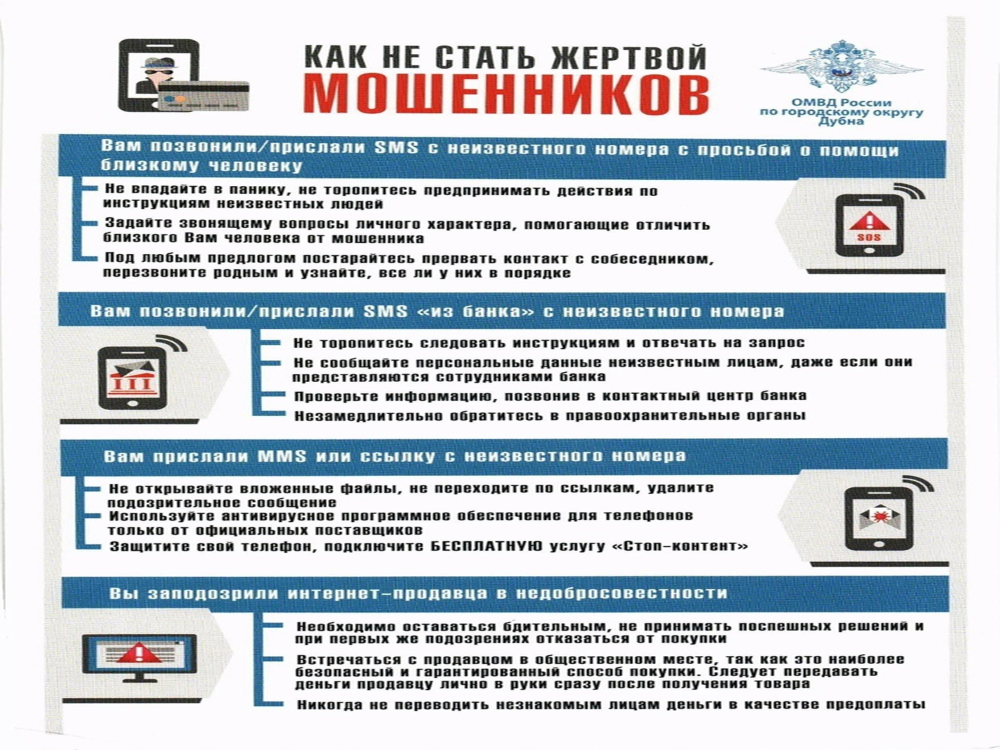 КАК НЕ СТАТЬ ЖЕРТВОЙ
МОШЕННИКОВ
ОМВД России
по городскому округу
Дубна
Вам позвонили/прислали SMS с неизвестного номера с просьбой о помощи
близкому человеку
Не впадайте в панику, не торопитесь предпринимать действия по
инструкциям неизвестных людей
Задайте звонящему вопросы личного характера, помогающие отличить
близкого Вам человека от мошенника
Под любым предлогом постарайтесь прервать контакт с собеседником,
перезвоните родным и узнайте, все ли у них в порядке
SOS
Вам позвонили/прислали SMS «из банка» с неизвестного номера
Не торопитесь следовать инструкциям и отвечать на запрос
Не сообщайте персональные данные неизвестным лицам, даже если они
представляются сотрудниками банка
Проверьте информацию, позвонив в контактный центр банка
Незамедлительно обратитесь в правоохранительные органы
Вам прислали MMS или ссылку с неизвестного номера
Не открывайте вложенные файлы, не переходите по ссылкам, удалите
подозрительное сообщение
Используйте антивирусное программное обеспечение для телефонов
только от официальных поставщиков
Защитите свой телефон, подключите БЕСПЛАТНУЮ услугу «Стоп-контент»
Вы заподозрили интернет-продавца в недобросовестности
Необходимо оставаться бдительным, не принимать поспешных решений и
при первых же подозрениях отказаться от покупки
Встречаться с продавцом в общественном месте, так как это наиболее
безопасный и гарантированный способ покупки. Следует передавать
деньги продавцу лично в руки сразу после получения товара
Никогда не переводить незнакомым лицам деньги в качестве предоплаты